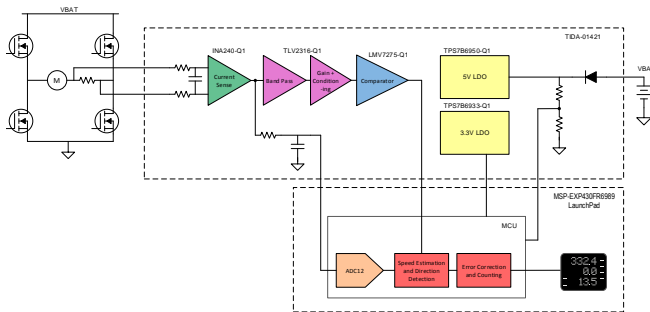 VBAT
TIDA-01421
INA240-Q1
TLV2316-Q1
LMV7275-Q1
TPS7B6950-Q1
5V LDO
VBA
M
Current
Sense
Band Pass
Gain +
Condition
-ing
Comparator
TPS7B6933-Q1
3.3V LDO
MSP-EXP430FR6989
LaunchPad
MCU
ADC12
Speed Estimation
and Direction
Detection
Error Correction
and Counting
332.4
0.0
13.5